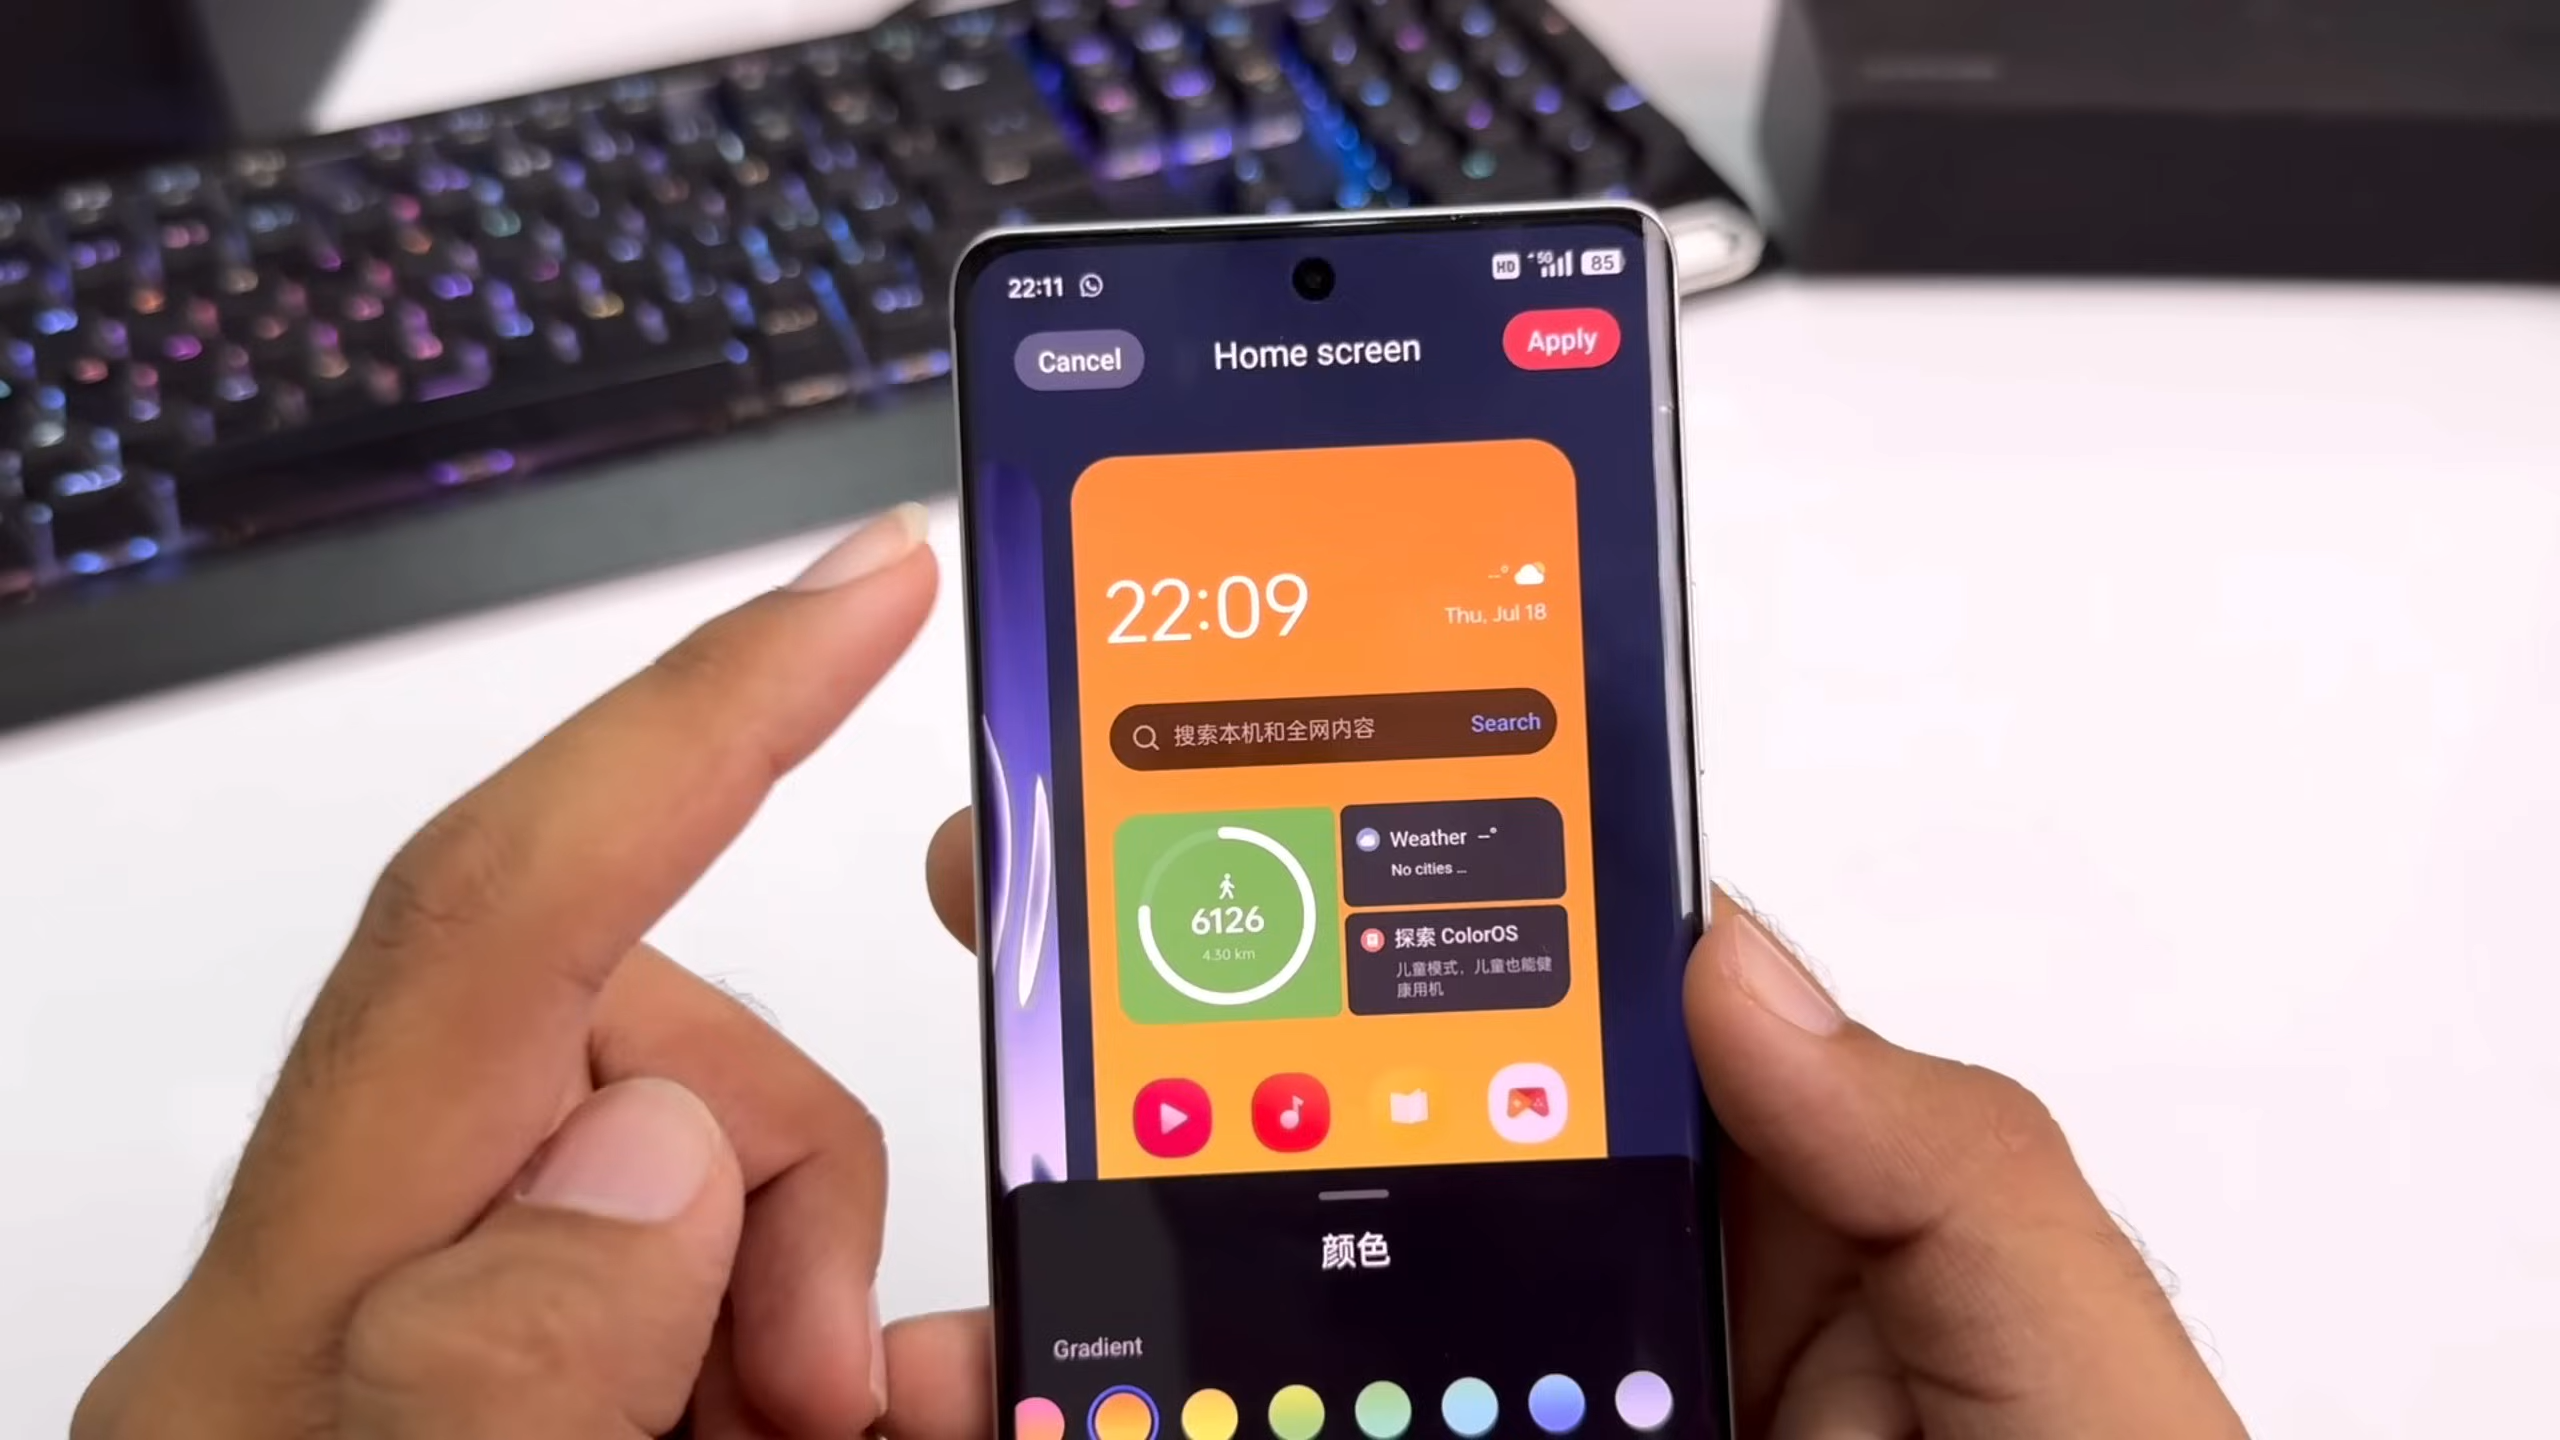 22:11
HD 5G 85
Cancel Home screen Apply
22:09
--°
Thu, Jul 18
搜索本机和全网内容 Search
6126
4.30 km
Weather --°
No cities ...
探索 ColorOS
儿童模式，儿童也能健
康用机
颜色
Gradient